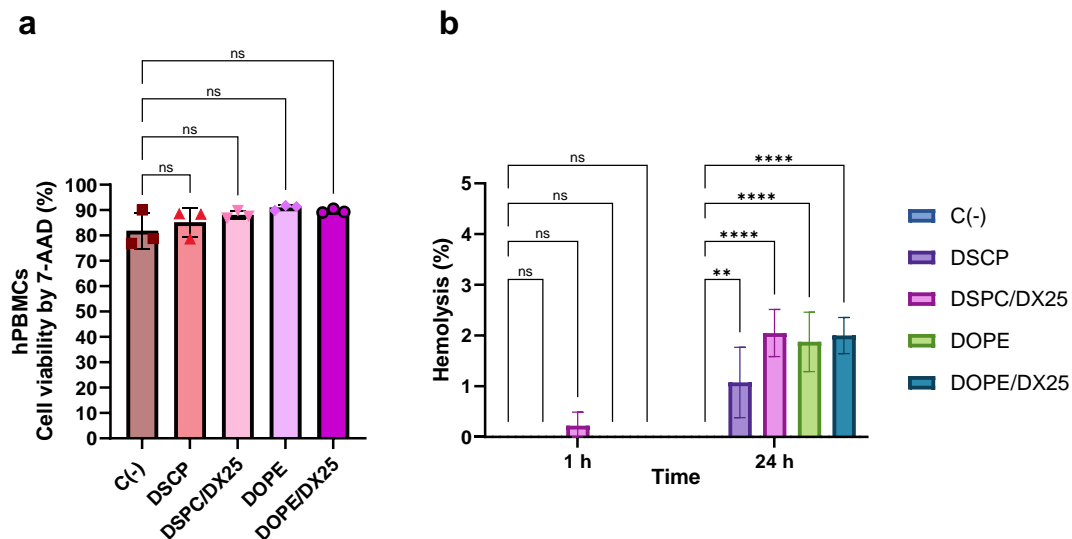 a
ns
ns
ns
ns
hPBMCs
Cell viability by 7-AAD (%)
100
90
80
70
60
50
40
30
20
10
0
C(-)
DSCP
DSPC/DX25
DOPE
DOPE/DX25
b
ns
ns
ns
ns
****
****
****
**
Hemolysis (%)
5
4
3
2
1
0
1 h
24 h
Time
C(-)
DSCP
DSPC/DX25
DOPE
DOPE/DX25